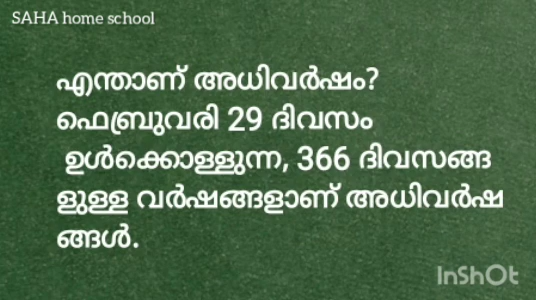 SAHA home school
എന്താണ് അധിവർഷം?
ഫെബ്രുവരി 29 ദിവസം
ഉൾക്കൊള്ളുന്ന, 366 ദിവസങ്ങ
ളുള്ള വർഷങ്ങളാണ് അധിവർഷ
ങ്ങൾ.
InShOt